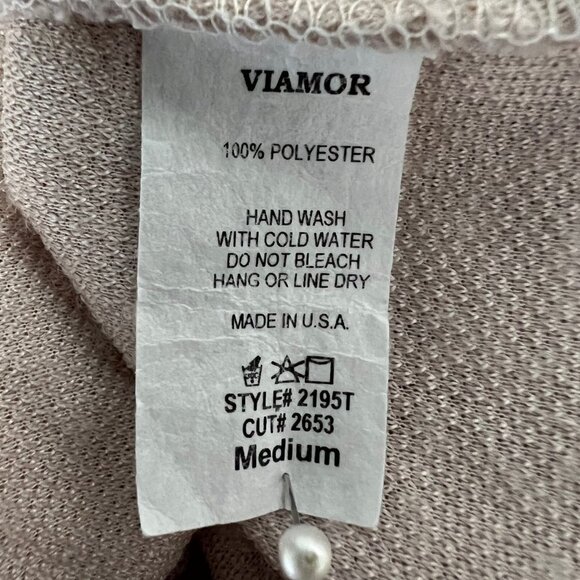 VIAMOR
100% POLYESTER
HAND WASH
WITH COLD WATER
DO NOT BLEACH
HANG OR LINE DRY
MADE IN U.S.A.
STYLE# 2195T
CUT# 2653
Medium